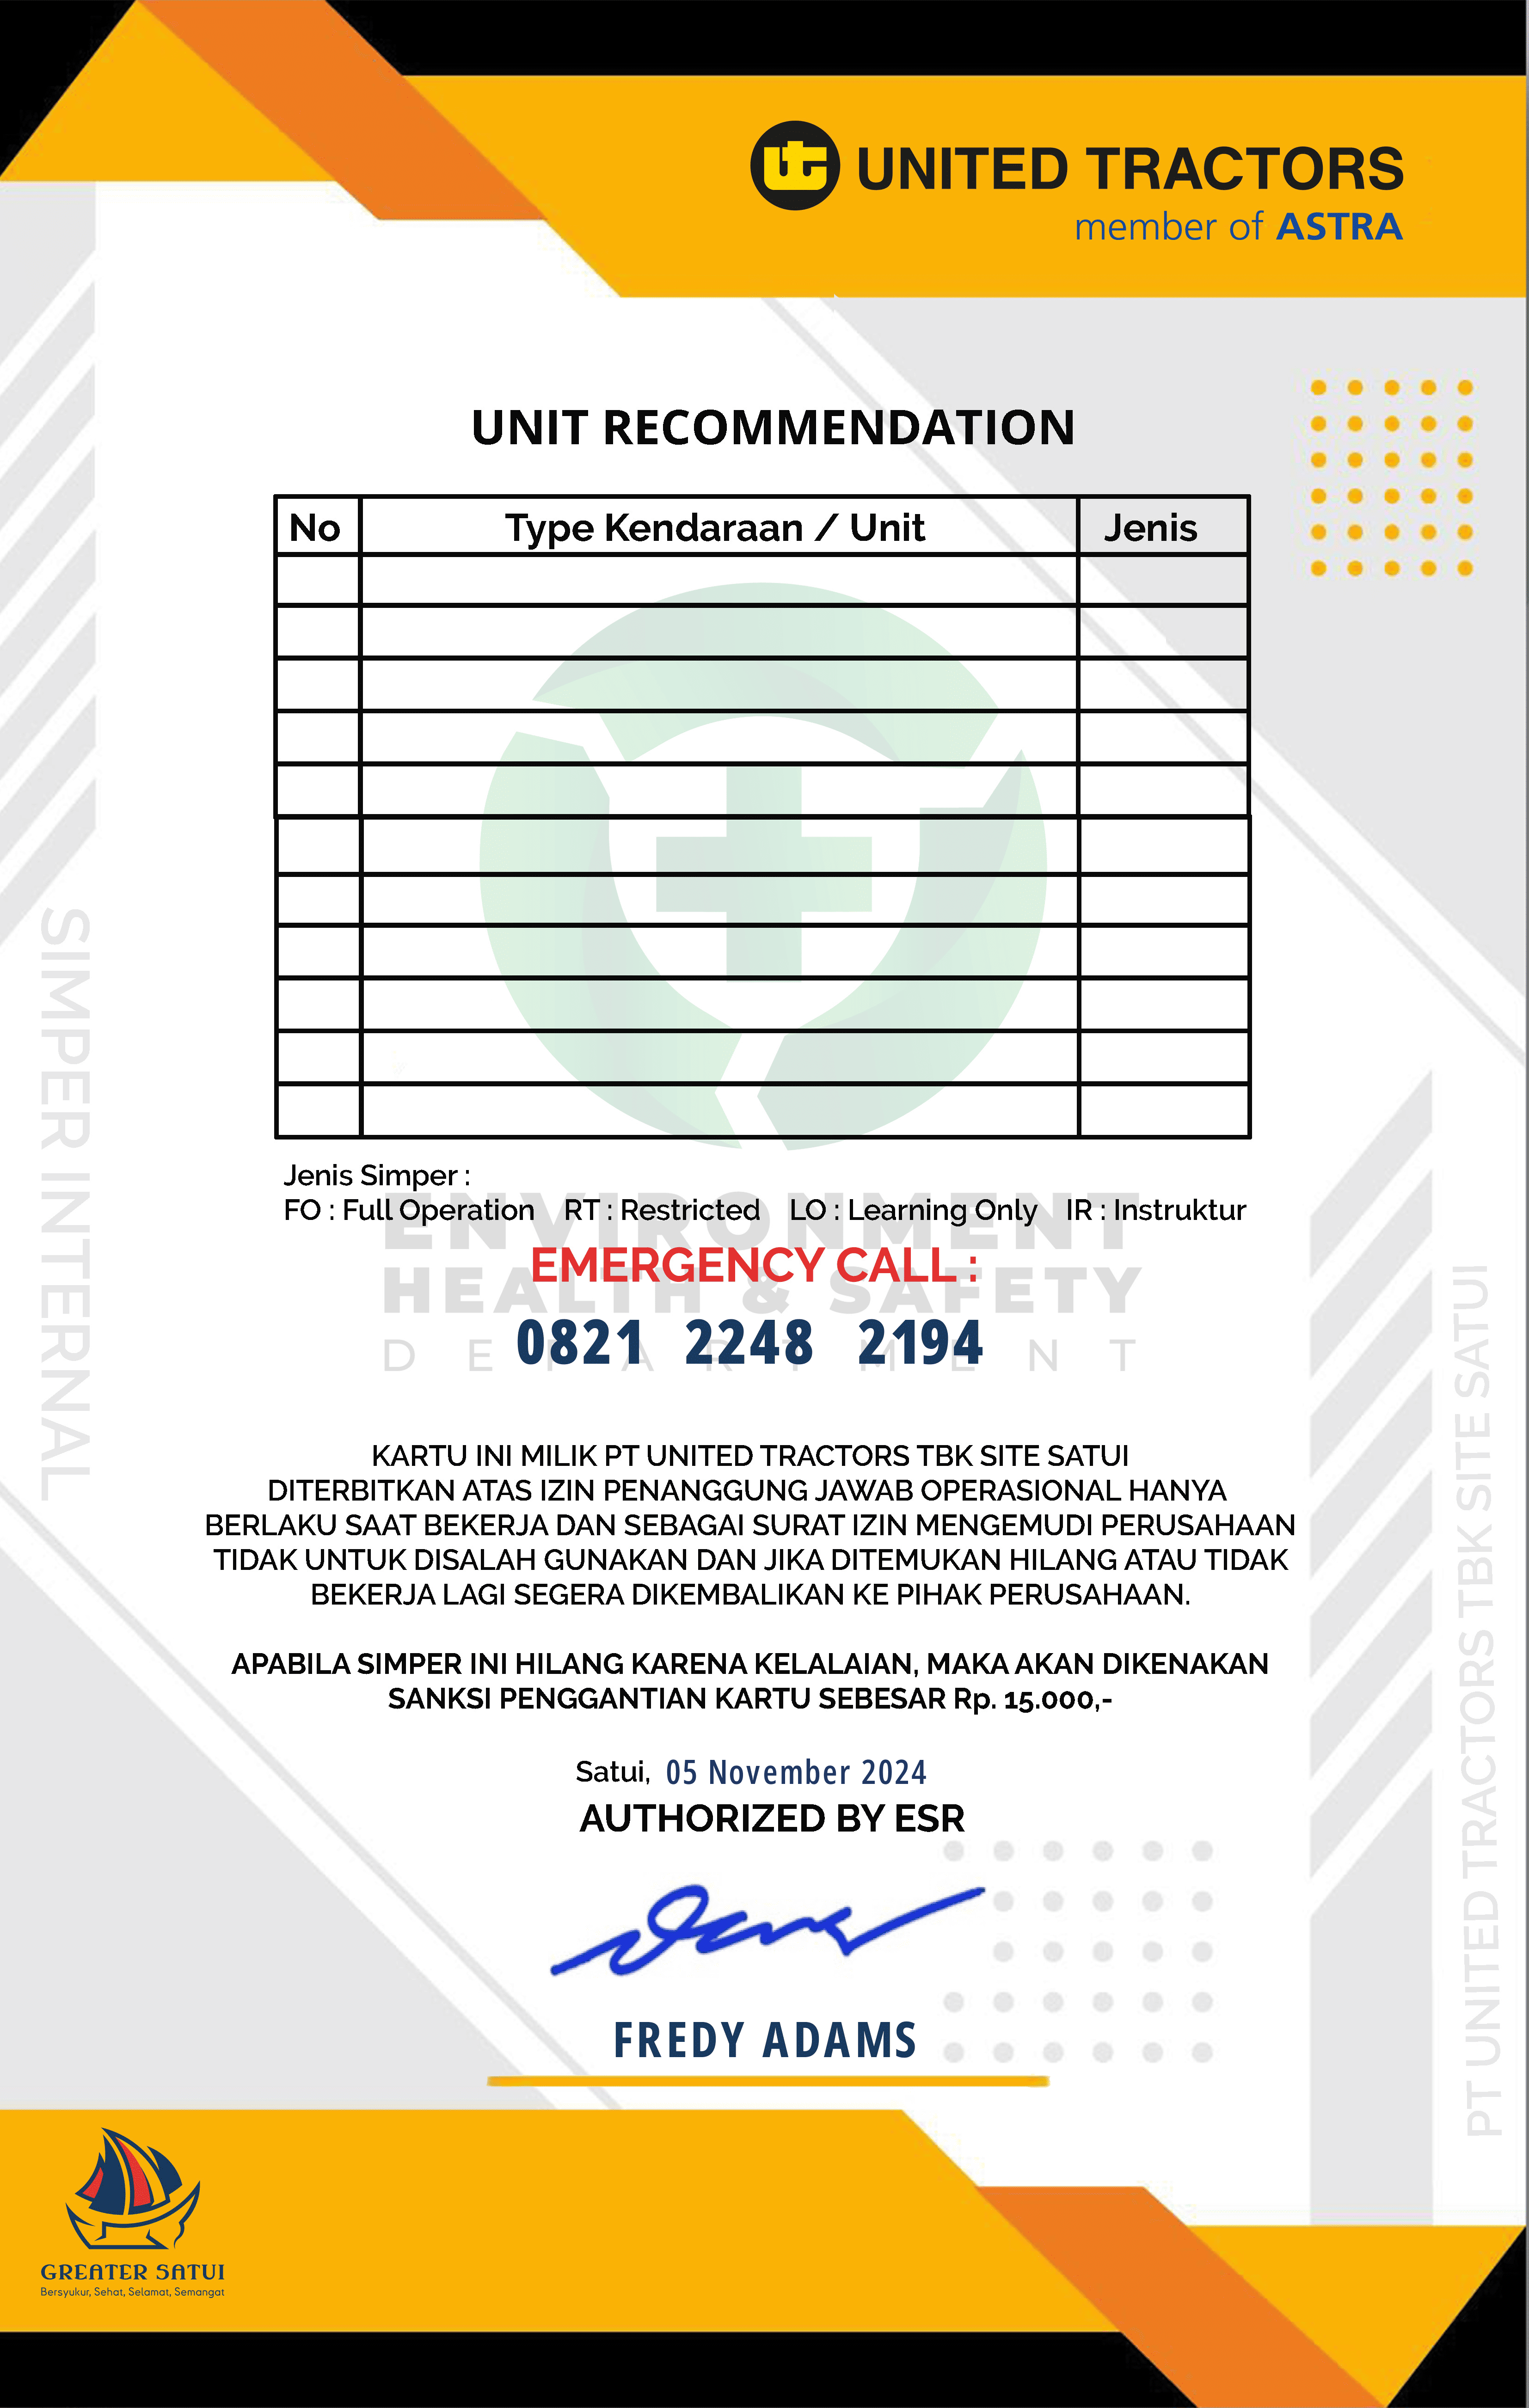 UNITED TRACTORS
member of ASTRA
UNIT RECOMMENDATION
No Type Kendaraan / Unit Jenis
Jenis Simper :
FO : Full Operation RT : Restricted LO : Learning Only IR : Instruktur
ENVIRONMENT
EMERGENCY CALL :
HEALTH & SAFETY
0821 2248 2194
DEPARTMENT
KARTU INI MILIK PT UNITED TRACTORS TBK SITE SATUI
DITERBITKAN ATAS IZIN PENANGGUNG JAWAB OPERASIONAL HANYA
BERLAKU SAAT BEKERJA DAN SEBAGAI SURAT IZIN MENGEMUDI PERUSAHAAN
TIDAK UNTUK DISALAH GUNAKAN DAN JIKA DITEMUKAN HILANG ATAU TIDAK
BEKERJA LAGI SEGERA DIKEMBALIKAN KE PIHAK PERUSAHAAN.
APABILA SIMPER INI HILANG KARENA KELALAIAN, MAKA AKAN DIKENAKAN
SANKSI PENGGANTIAN KARTU SEBESAR Rp. 15.000,-
Satui, 05 November 2024
AUTHORIZED BY ESR
FREDY ADAMS
SIMPER INTERNAL
PT UNITED TRACTORS TBK SITE SATUI
GREATER SATUI
Bersyukur, Sehat, Selamat, Semangat